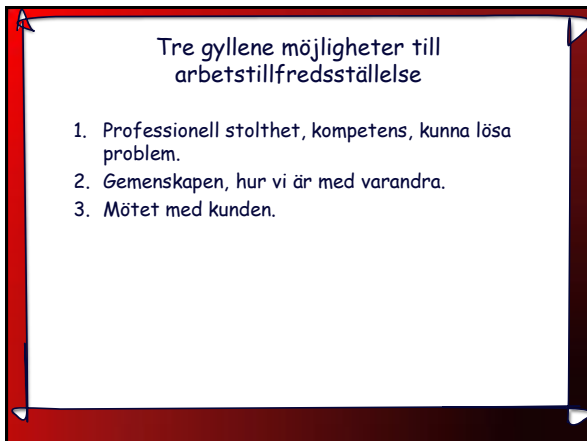 Tre gyllene möjligheter till
arbetstillfredsställelse
1. Professionell stolthet, kompetens, kunna lösa
problem.
2. Gemenskapen, hur vi är med varandra.
3. Mötet med kunden.